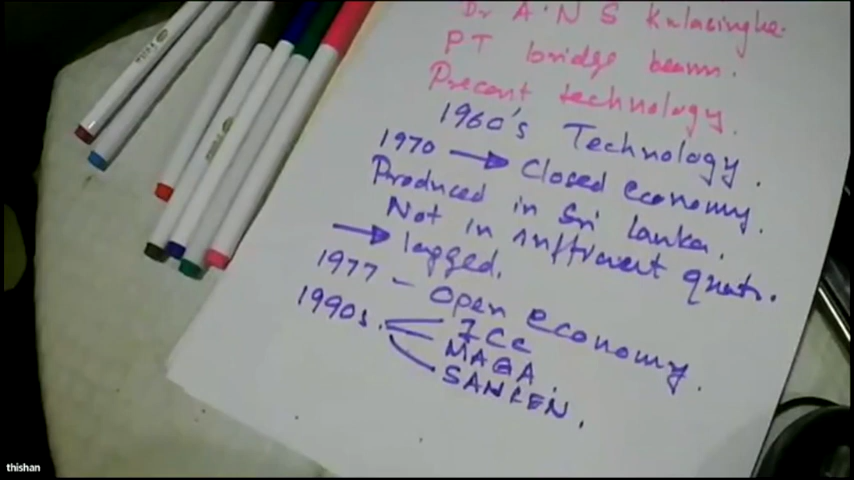 Dr A.N S Kulasinghe.
PT bridge beam.
Precast technology.
1960's Technology.
1970 → Closed economy.
Produced in Sri Lanka.
Not in sufficient quats.
→ lagged.
1977 - Open economy.
1990s.
ICC
MAGA.
SANKEN.
thishan